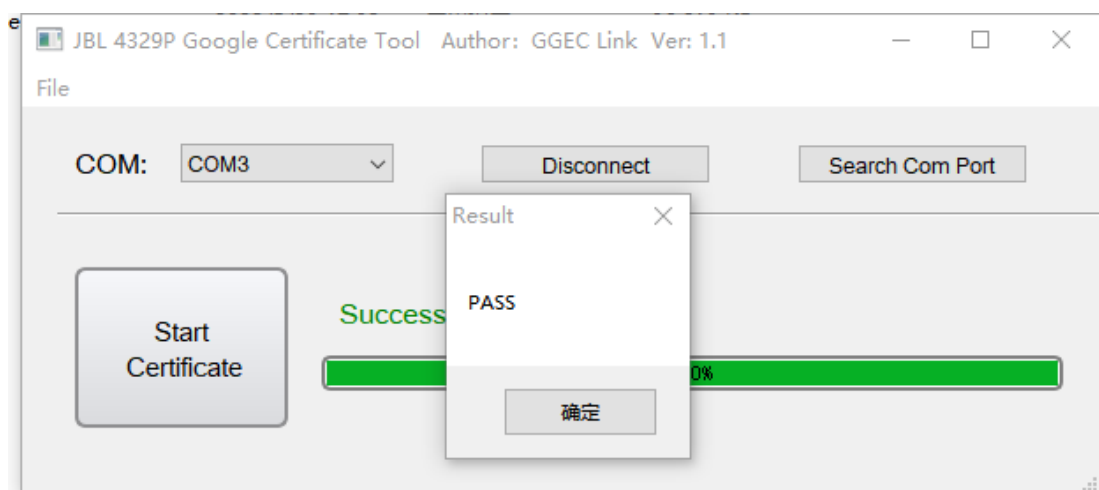 e
JBL 4329P Google Certificate Tool Author: GGEC Link Ver: 1.1
File
COM:
COM3
Disconnect
Search Com Port
Result
PASS
Start
Certificate
Success
0%
确定